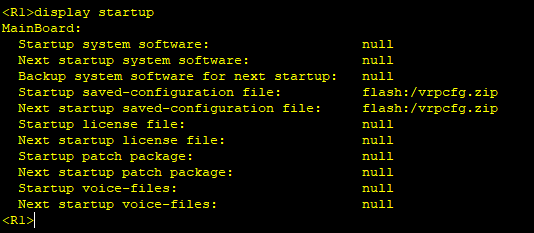 <R1>display startup
MainBoard:
  Startup system software:                   null
  Next startup system software:              null
  Backup system software for next startup:   null
  Startup saved-configuration file:          flash:/vrpcfg.zip
  Next startup saved-configuration file:     flash:/vrpcfg.zip
  Startup license file:                      null
  Next startup license file:                 null
  Startup patch package:                     null
  Next startup patch package:                null
  Startup voice-files:                       null
  Next startup voice-files:                  null
<R1>